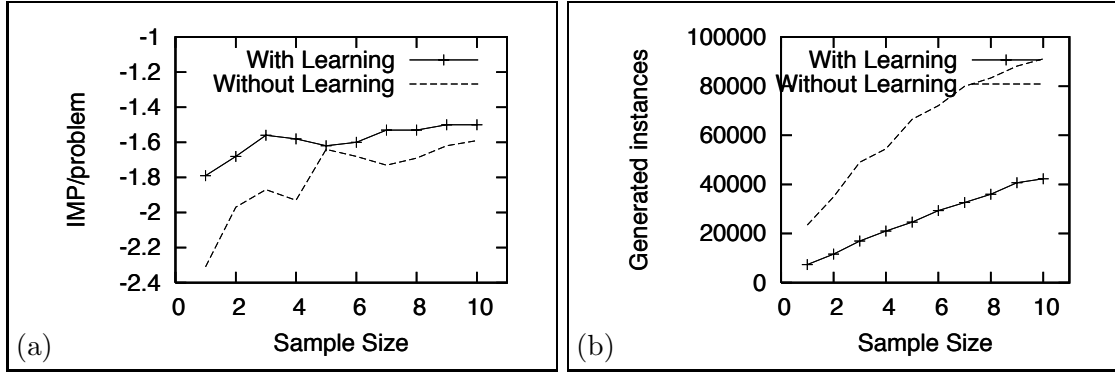 -1
-1.2
-1.4
-1.6
-1.8
-2
-2.2
-2.4
0 2 4 6 8 10
IMP/problem
Sample Size
With Learning
Without Learning
(a)
100000
80000
60000
40000
20000
0
0 2 4 6 8 10
Generated instances
Sample Size
With Learning
Without Learning
(b)